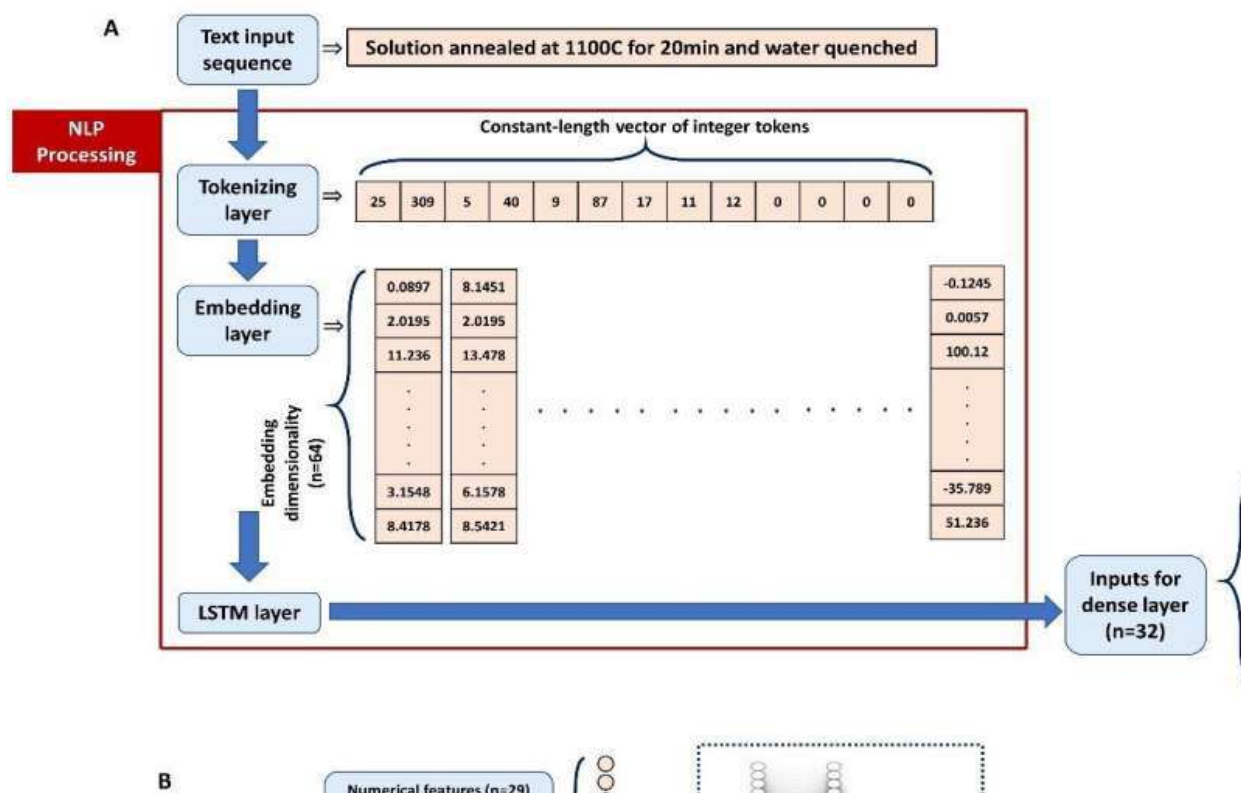 A
Text input
sequence
⇒
Solution annealed at 1100C for 20min and water quenched
NLP
Processing
Constant-length vector of integer tokens
Tokenizing
layer
⇒
25 309 5 40 9 87 17 11 12 0 0 0 0
Embedding
layer
⇒
0.0897 8.1451 -0.1245
2.0195 2.0195 0.0057
11.236 13.478 100.12
Embedding
dimensionality
(n=64)
3.1548 6.1578 -35.789
8.4178 8.5421 51.236
LSTM layer
Inputs for
dense layer
(n=32)
B
Numerical features (n=29)